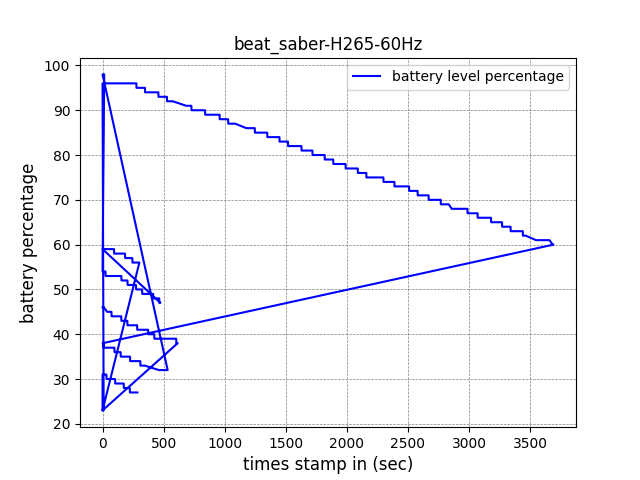 beat_saber-H265-60Hz
battery level percentage
100
90
80
70
60
50
40
30
20
battery percentage
0 500 1000 1500 2000 2500 3000 3500
times stamp in (sec)